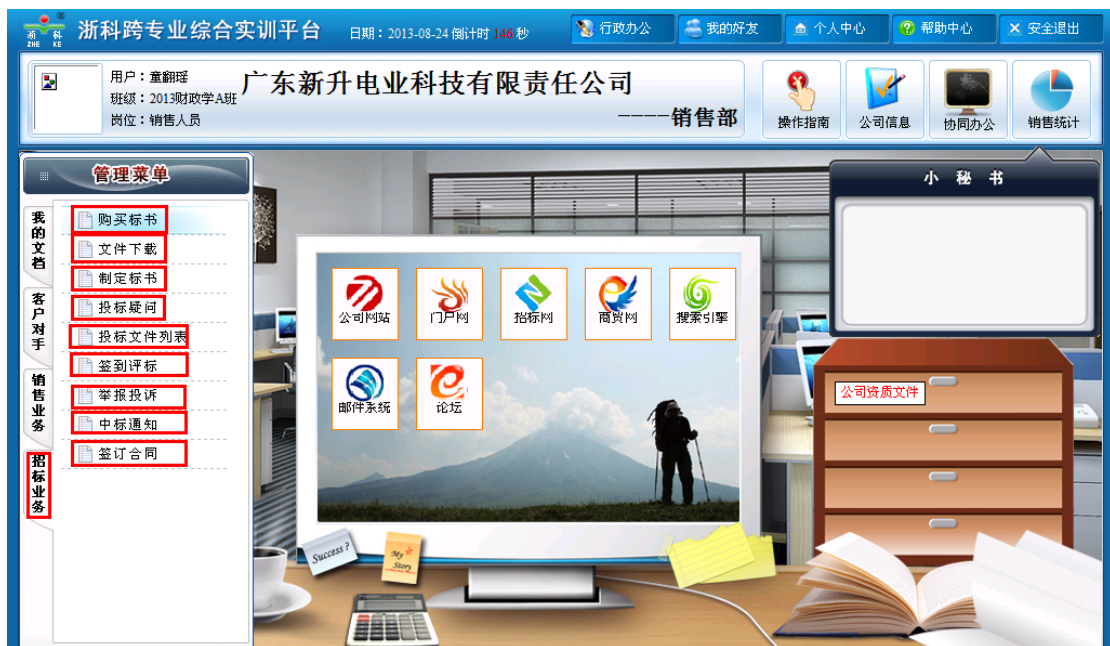 浙科
ZHE KE
浙科跨专业综合实训平台
日期：2013-08-24 倒计时 146 秒
行政办公
我的好友
个人中心
帮助中心
安全退出
用户：童翩瑶
班级：2013财政学A班
岗位：销售人员
广东新升电业科技有限责任公司
----销售部
操作指南
公司信息
协同办公
销售统计
管理菜单
我的文档
客户对手
销售业务
招标业务
购买标书
文件下载
制定标书
投标疑问
投标文件列表
签到评标
举报投诉
中标通知
签订合同
公司网站
门户网
招标网
商贸网
搜索引擎
邮件系统
论坛
小 秘 书
公司资质文件
Success ?
My
Story